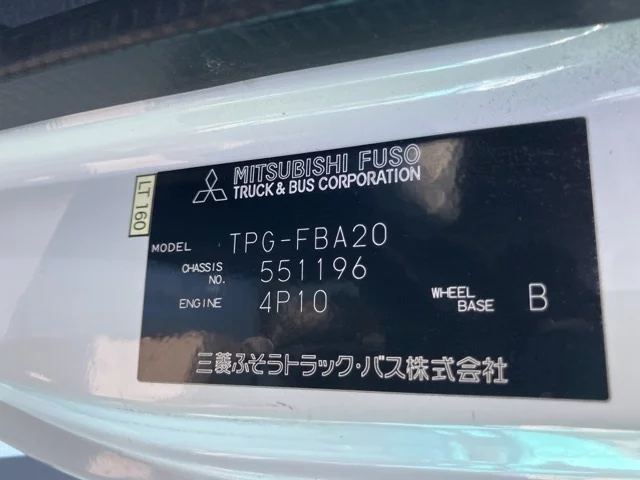 MITSUBISHI FUSO
TRUCK & BUS CORPORATION
LT 160
MODEL TPG-FBA20
CHASSIS NO. 551196
ENGINE 4P10 WHEEL BASE B
三菱ふそうトラック・バス株式会社